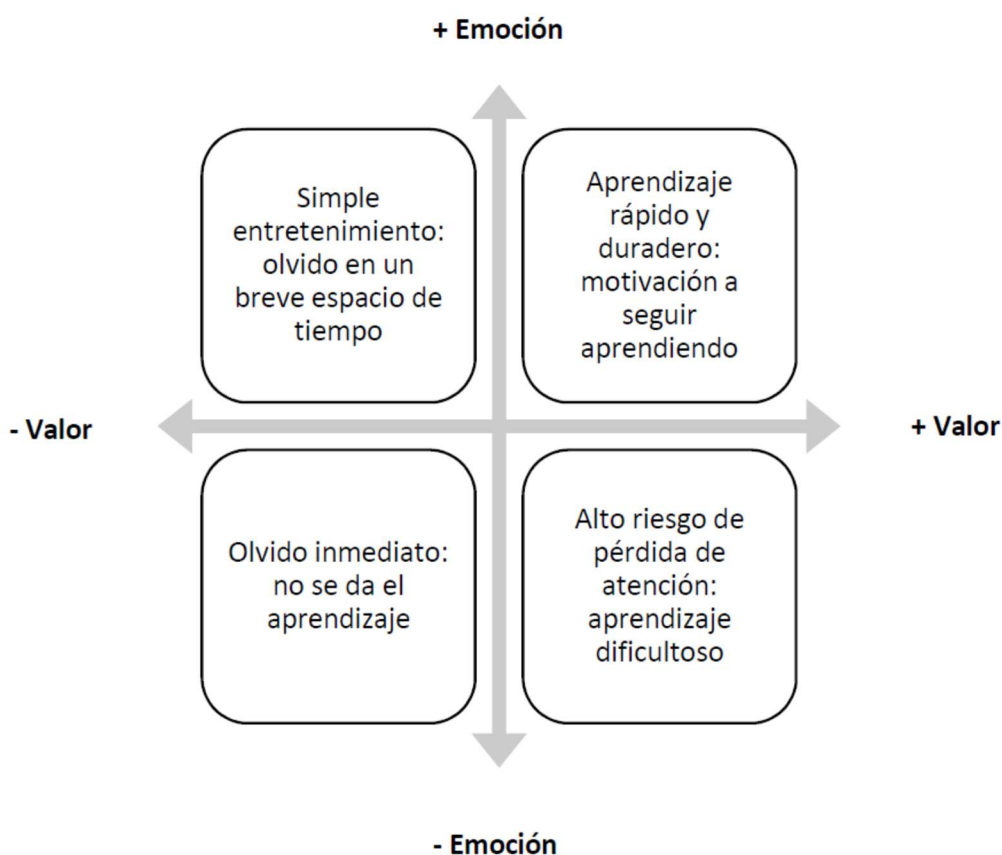 + Emoción
Simple
entretenimiento:
olvido en un
breve espacio de
tiempo
Aprendizaje
rápido y
duradero:
motivación a
seguir
aprendiendo
- Valor
+ Valor
Olvido inmediato:
no se da el
aprendizaje
Alto riesgo de
pérdida de
atención:
aprendizaje
dificultoso
- Emoción